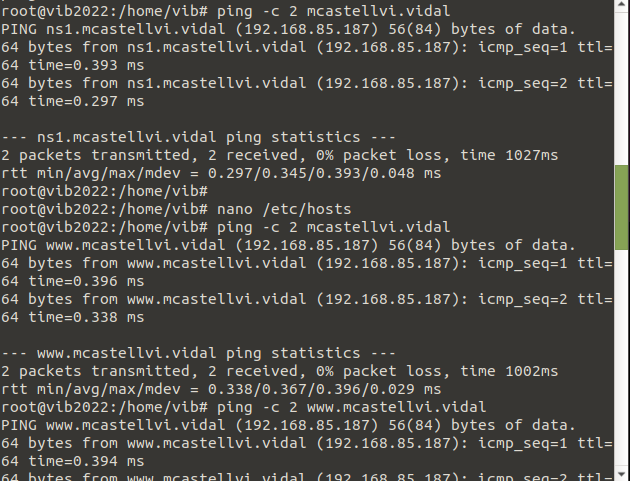 root@vib2022:/home/vib# ping -c 2 mcastellvi.vidal
PING ns1.mcastellvi.vidal (192.168.85.187) 56(84) bytes of data.
64 bytes from ns1.mcastellvi.vidal (192.168.85.187): icmp_seq=1 ttl=
64 time=0.393 ms
64 bytes from ns1.mcastellvi.vidal (192.168.85.187): icmp_seq=2 ttl=
64 time=0.297 ms

--- ns1.mcastellvi.vidal ping statistics ---
2 packets transmitted, 2 received, 0% packet loss, time 1027ms
rtt min/avg/max/mdev = 0.297/0.345/0.393/0.048 ms
root@vib2022:/home/vib#
root@vib2022:/home/vib# nano /etc/hosts
root@vib2022:/home/vib# ping -c 2 mcastellvi.vidal
PING www.mcastellvi.vidal (192.168.85.187) 56(84) bytes of data.
64 bytes from www.mcastellvi.vidal (192.168.85.187): icmp_seq=1 ttl=
64 time=0.396 ms
64 bytes from www.mcastellvi.vidal (192.168.85.187): icmp_seq=2 ttl=
64 time=0.338 ms

--- www.mcastellvi.vidal ping statistics ---
2 packets transmitted, 2 received, 0% packet loss, time 1002ms
rtt min/avg/max/mdev = 0.338/0.367/0.396/0.029 ms
root@vib2022:/home/vib# ping -c 2 www.mcastellvi.vidal
PING www.mcastellvi.vidal (192.168.85.187) 56(84) bytes of data.
64 bytes from www.mcastellvi.vidal (192.168.85.187): icmp_seq=1 ttl=
64 time=0.394 ms
64 bytes from www.mcastellvi.vidal (192.168.85.187): icmp_seq=2 ttl=